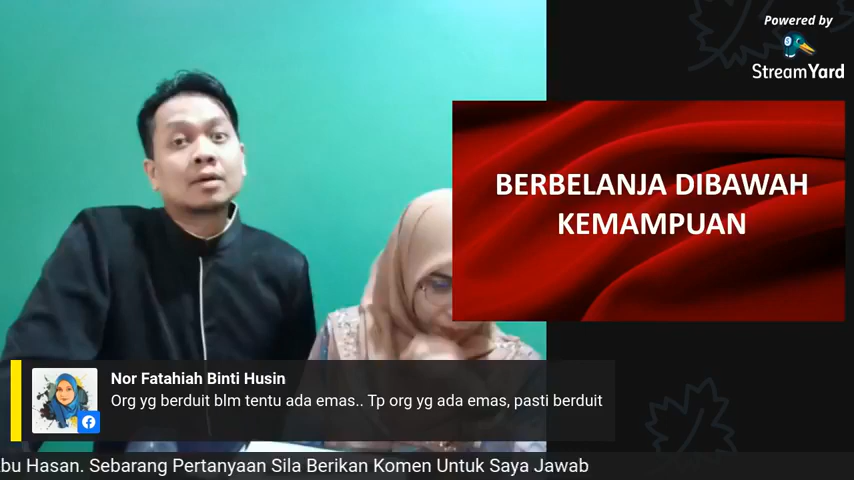 Powered by
StreamYard
BERBELANJA DIBAWAH
KEMAMPUAN
Nor Fatahiah Binti Husin
Org yg berduit blm tentu ada emas.. Tp org yg ada emas, pasti berduit
Hasan. Sebarang Pertanyaan Sila Berikan Komen Untuk Saya Jawab